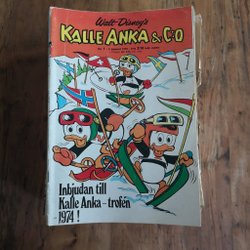 Walt Disney's
KALLE ANKA & C:O
Inbjudan till
Kalle Anka-trofén
1974!